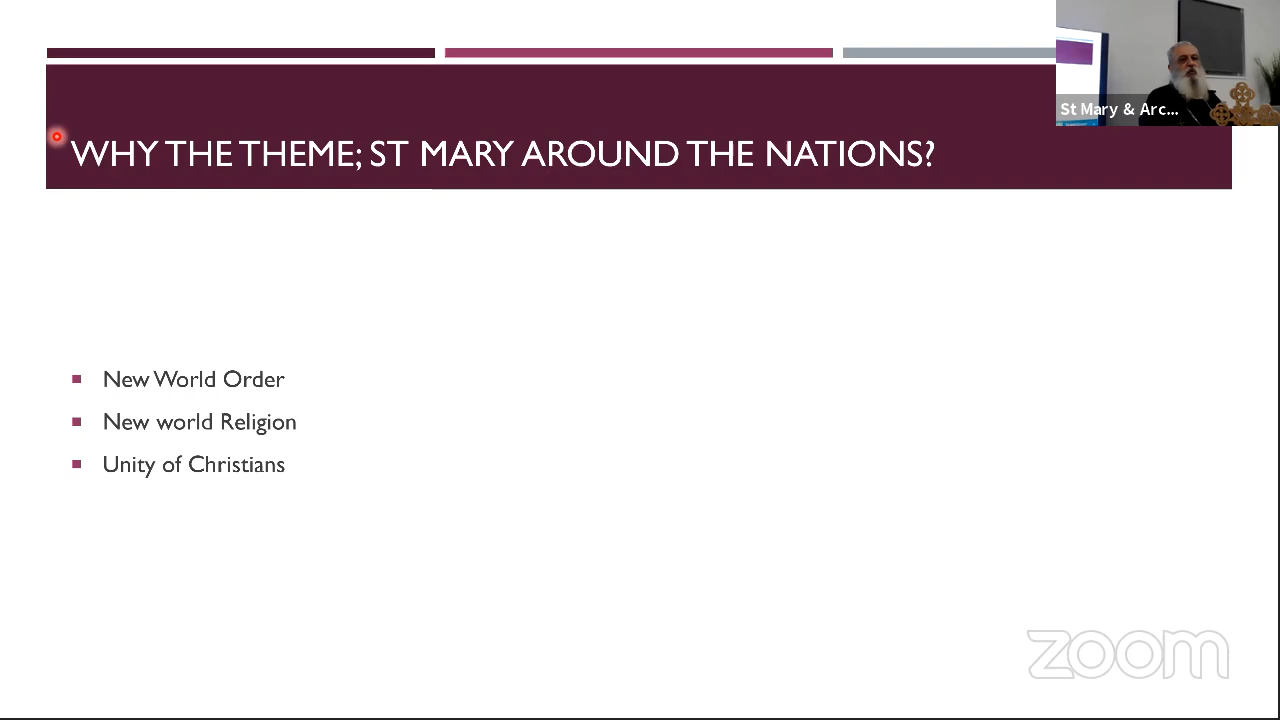 St Mary & Arc...
WHY THE THEME; ST MARY AROUND THE NATIONS?
New World Order
New world Religion
Unity of Christians
zoom